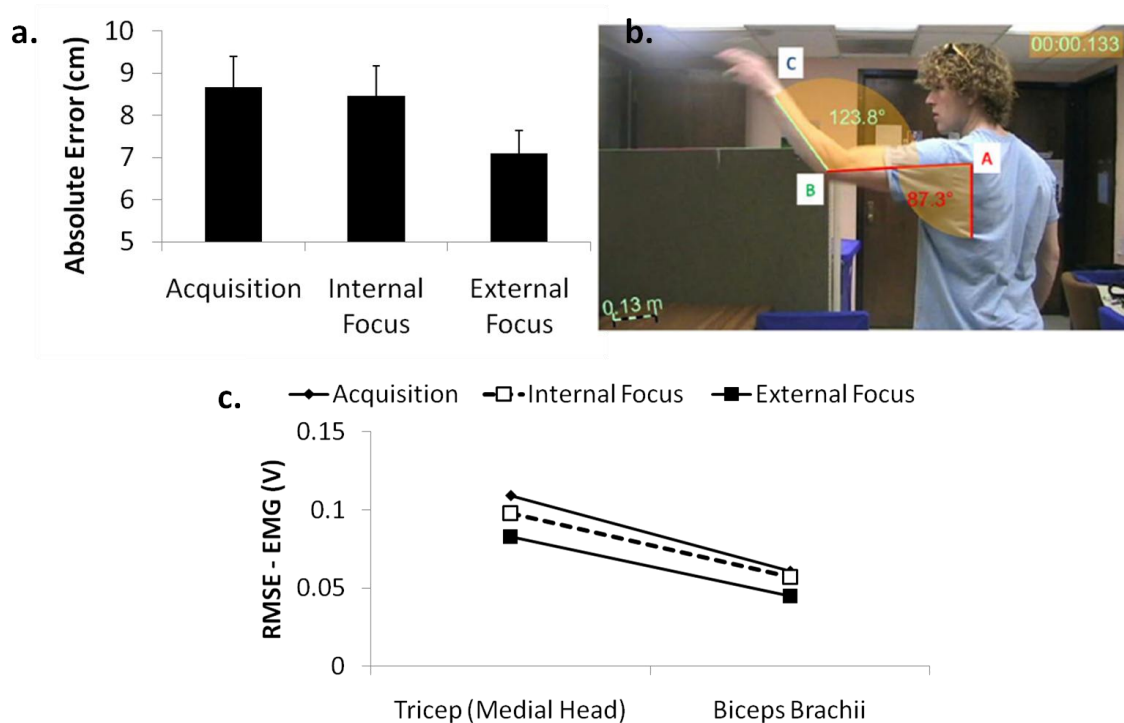 a.
Absolute Error (cm)
10
9
8
7
6
5
Acquisition
Internal
Focus
External
Focus
b.
00:00.133
C
123.8°
A
B
87.3°
0.13 m
c.
Acquisition
Internal Focus
External Focus
RMSE - EMG (V)
0.15
0.1
0.05
0
Tricep (Medial Head)
Biceps Brachii